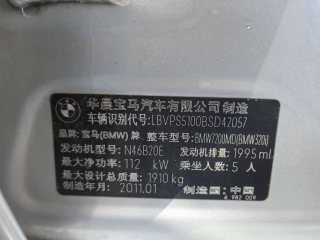 华晨宝马汽车有限公司制造
车辆识别代号: LBVPS5100BSD42057
品牌: 宝马(BMW)牌 整车型号: BMW7200MD(BMW320i)
发动机型号: N46B20E 发动机排量: 1995 ml
最大净功率: 112 kW 乘坐人数: 5 人
最大设计总质量: 1910 kg
制造年月: 2011.01 制造国: 中国
6 982 009